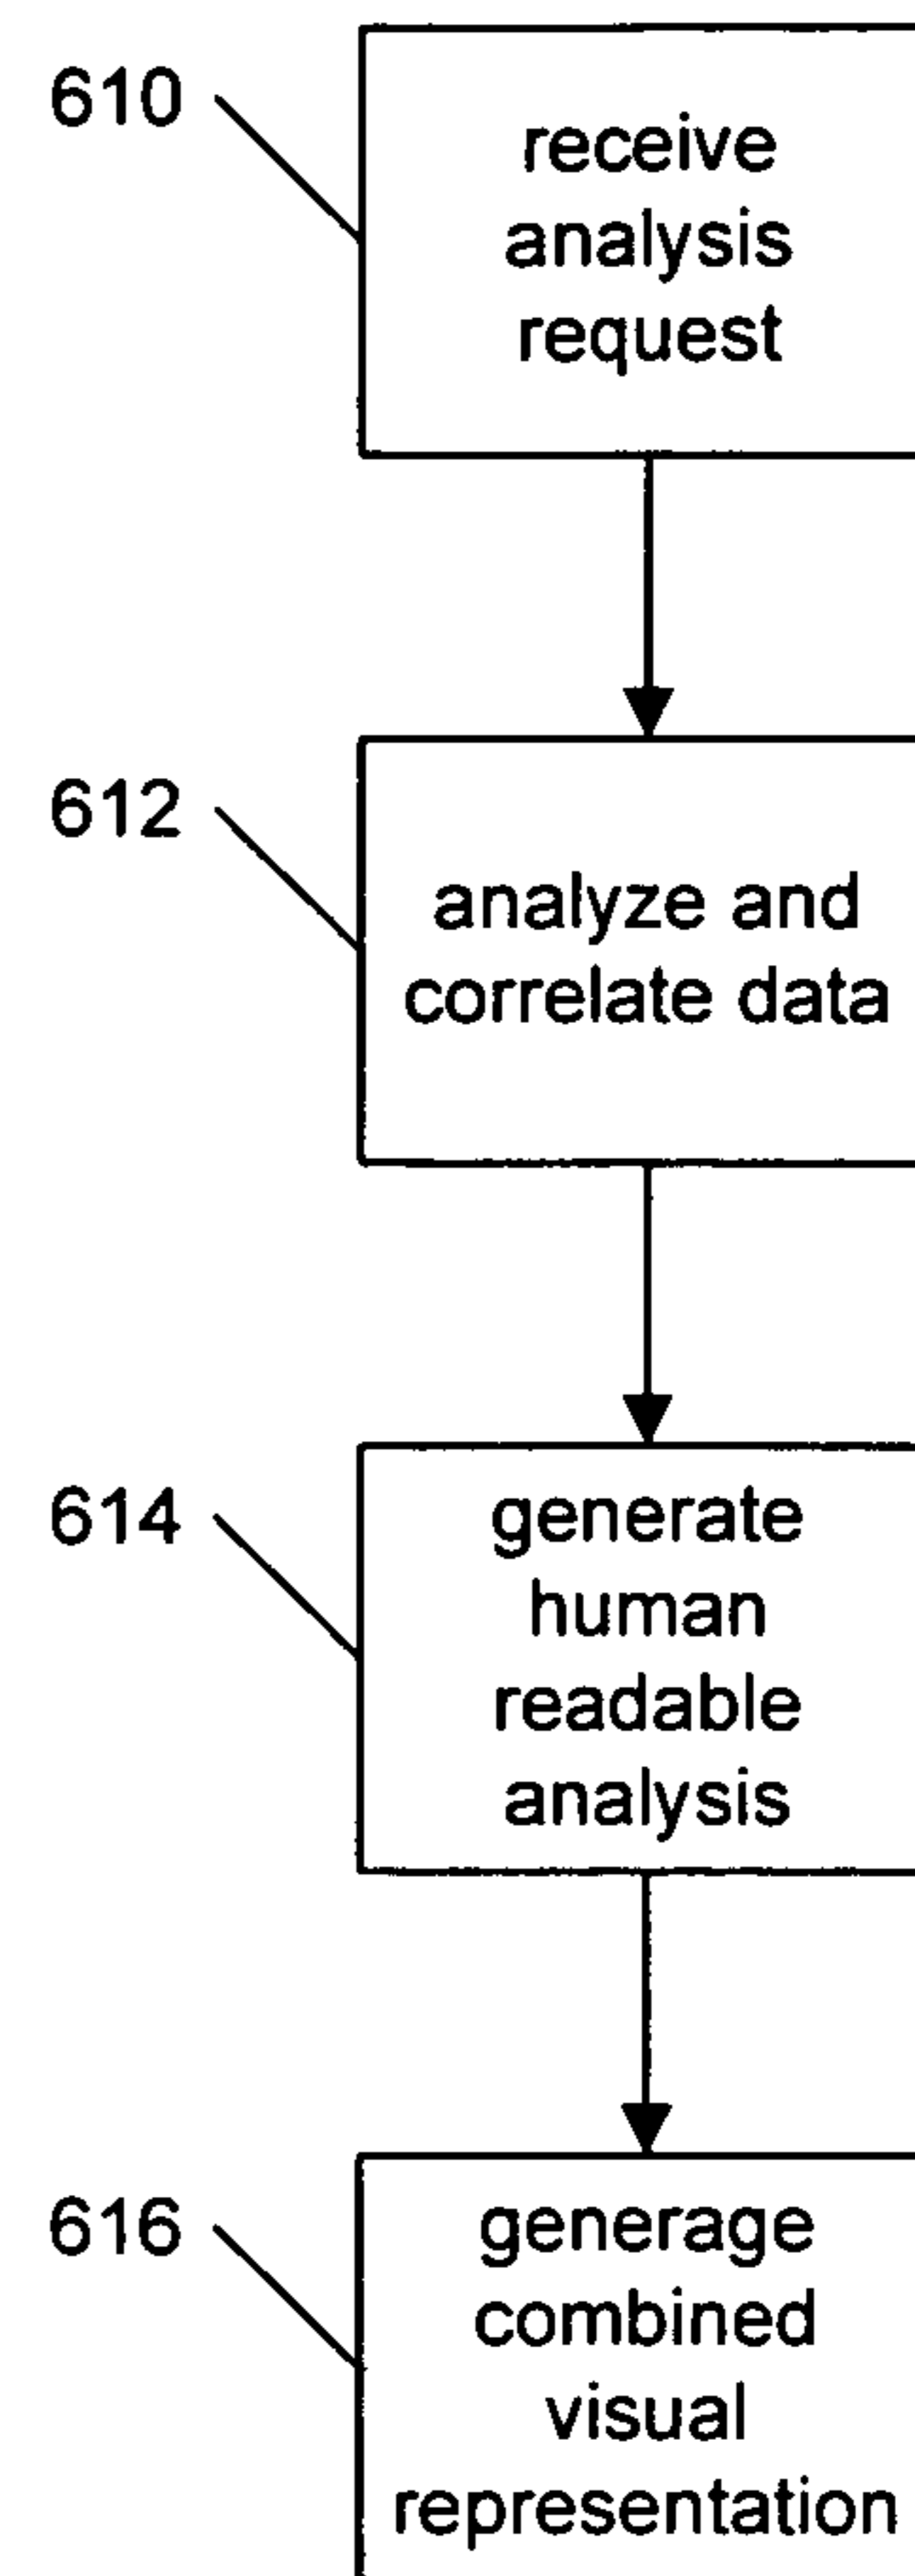 610
receive
analysis
request
612
analyze and
correlate data
614
generate
human
readable
analysis
616
generage
combined
visual
representation